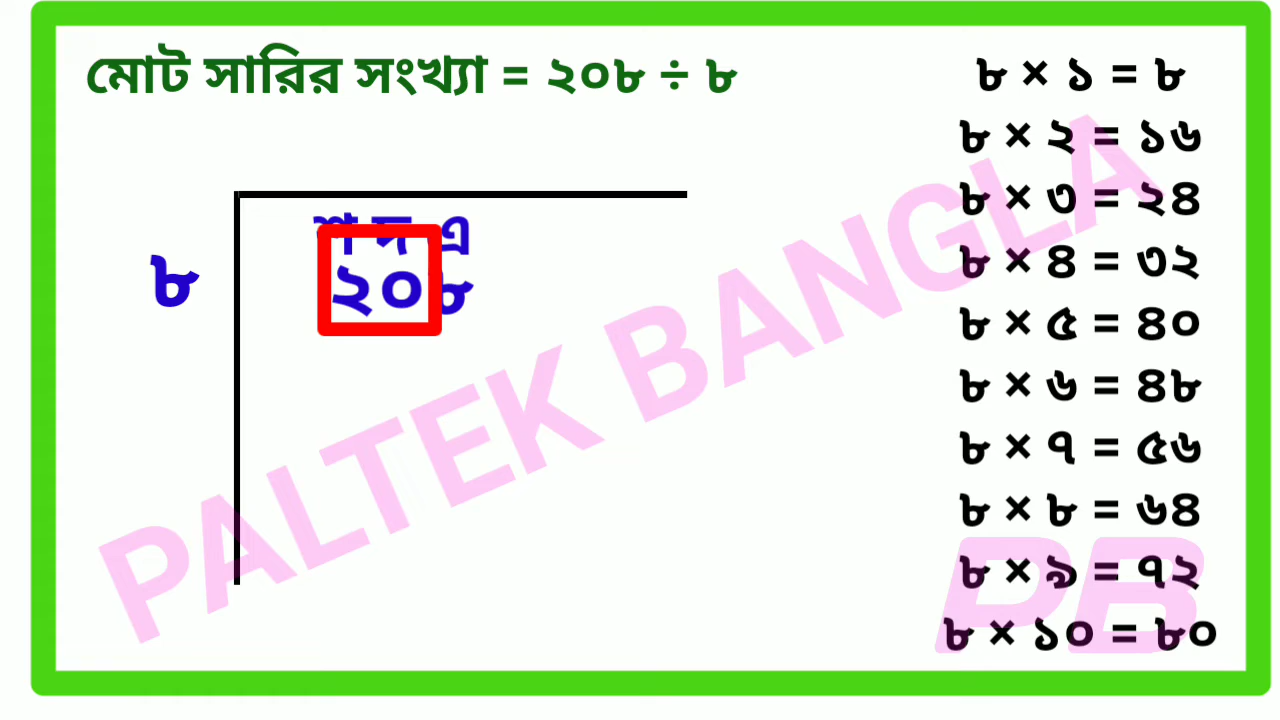 মোট সারির সংখ্যা = ২০৮ ÷ ৮
শ দ এ
৮ ২০৮
৮ × ১ = ৮
৮ × ২ = ১৬
৮ × ৩ = ২৪
৮ × ৪ = ৩২
৮ × ৫ = ৪০
৮ × ৬ = ৪৮
৮ × ৭ = ৫৬
৮ × ৮ = ৬৪
৮ × ৯ = ৭২
৮ × ১০ = ৮০
PALTEK BANGLA
PB